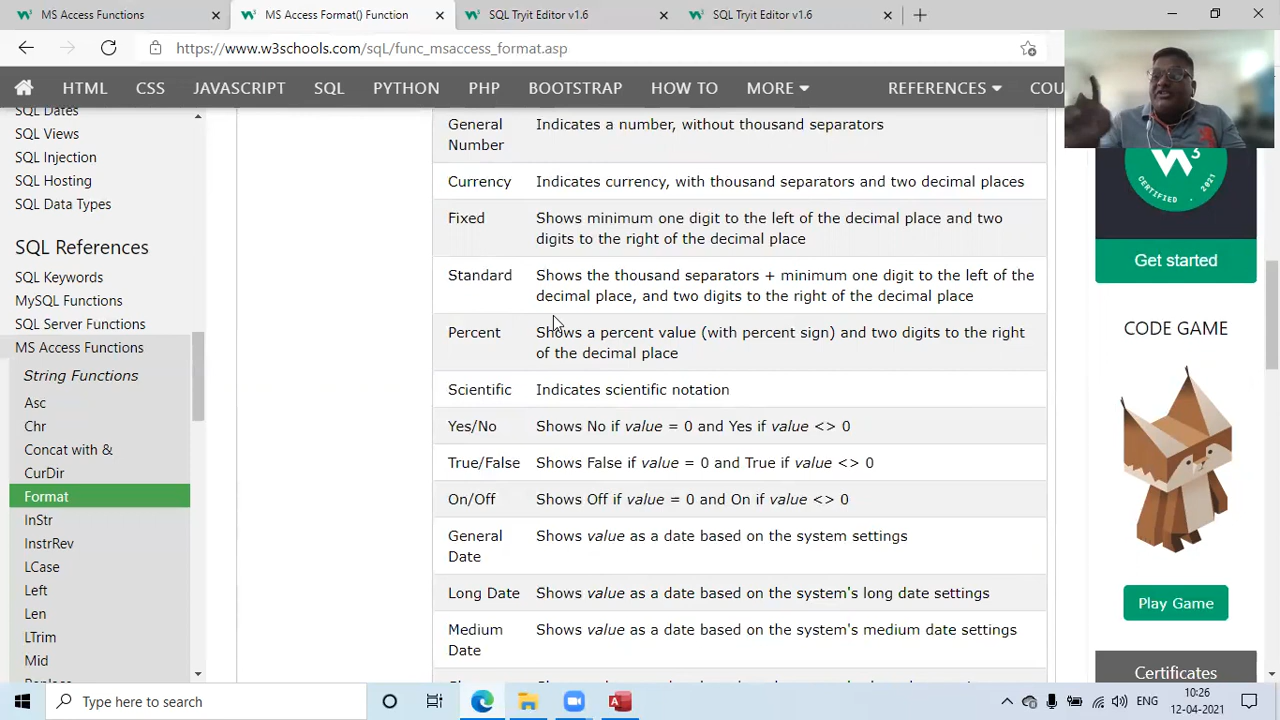 MS Access Functions
MS Access Format() Function
SQL Tryit Editor v1.6
SQL Tryit Editor v1.6
https://www.w3schools.com/sqL/func_msaccess_format.asp
HTML CSS JAVASCRIPT SQL PYTHON PHP BOOTSTRAP HOW TO MORE REFERENCES COU
SQL Dates
SQL Views
SQL Injection
SQL Hosting
SQL Data Types
SQL References
SQL Keywords
MySQL Functions
SQL Server Functions
MS Access Functions
String Functions
Asc
Chr
Concat with &
CurDir
Format
InStr
InstrRev
LCase
Left
Len
LTrim
Mid
General Number
Indicates a number, without thousand separators
Currency
Indicates currency, with thousand separators and two decimal places
Fixed
Shows minimum one digit to the left of the decimal place and two
digits to the right of the decimal place
Standard
Shows the thousand separators + minimum one digit to the left of the
decimal place, and two digits to the right of the decimal place
Percent
Shows a percent value (with percent sign) and two digits to the right
of the decimal place
Scientific
Indicates scientific notation
Yes/No
Shows No if value = 0 and Yes if value <> 0
True/False
Shows False if value = 0 and True if value <> 0
On/Off
Shows Off if value = 0 and On if value <> 0
General
Date
Shows value as a date based on the system settings
Long Date
Shows value as a date based on the system's long date settings
Medium
Date
Shows value as a date based on the system's medium date settings
W3
CERTIFIED . 2021
Get started
CODE GAME
Play Game
Certificates
Type here to search
ENG
10:26
12-04-2021